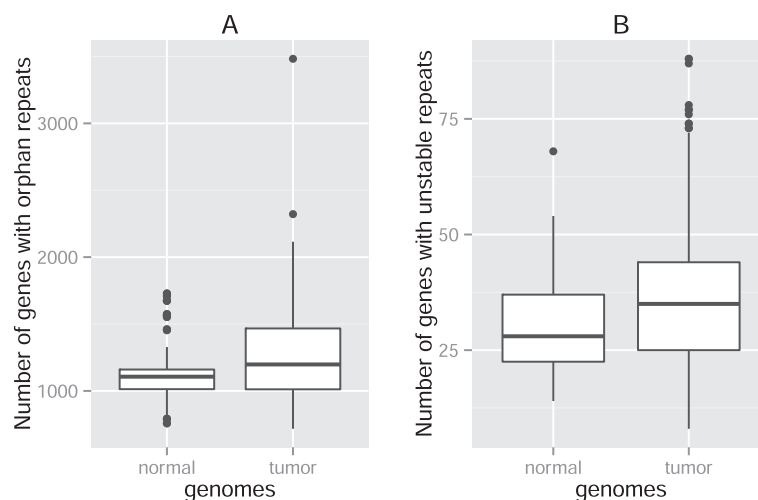 A
Number of genes with orphan repeats
3000
2000
1000
normal tumor
genomes
B
Number of genes with unstable repeats
75
50
25
normal tumor
genomes